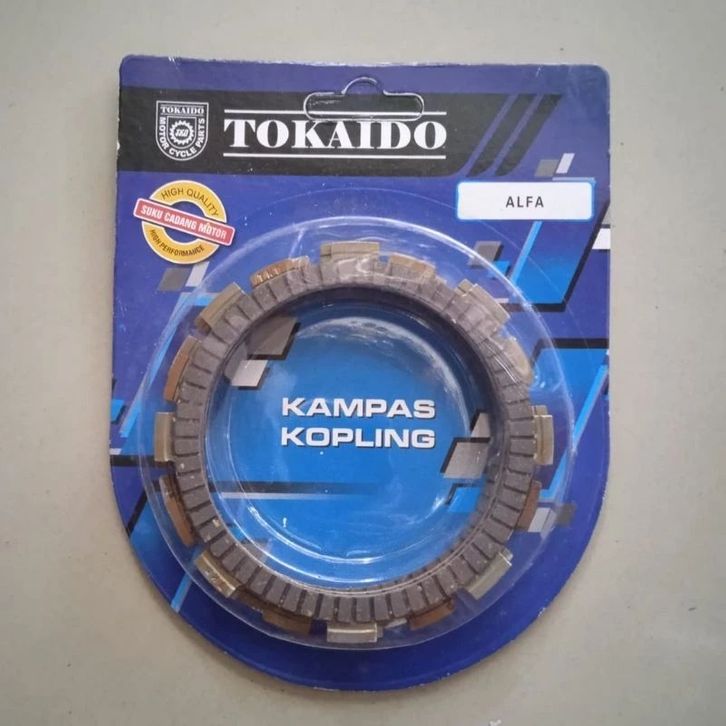 TOKAIDO
MOTOR CYCLE PARTS
TOKAIDO
ALFA
HIGH QUALITY
SUKU CADANG MOTOR
HIGH PERFORMANCE
KAMPAS
KOPLING